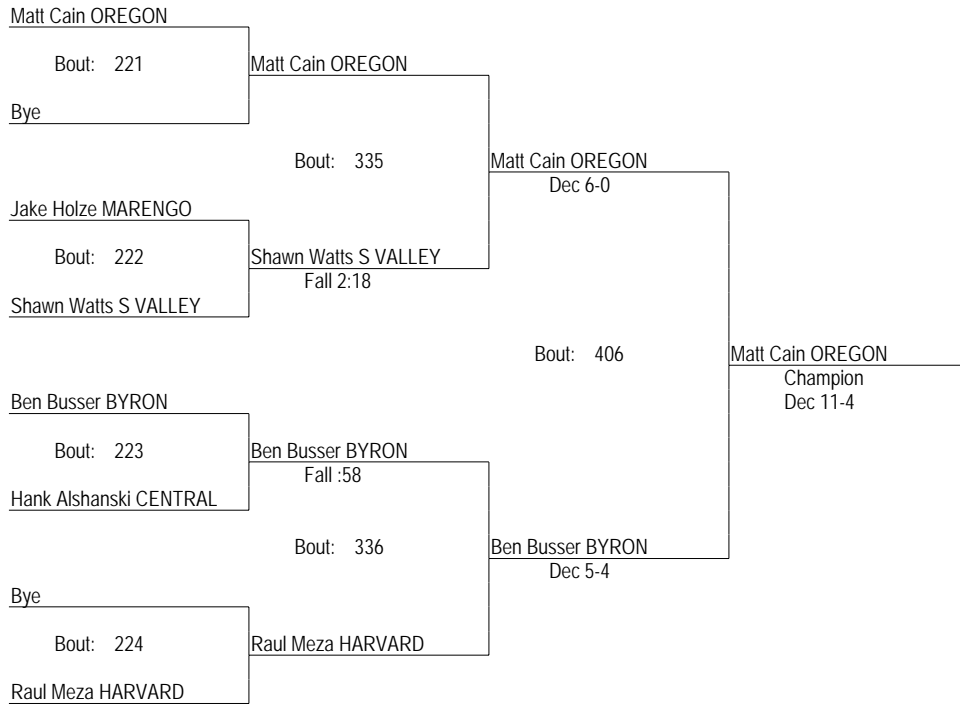 Matt Cain OREGON
Bout: 221
Matt Cain OREGON
Bye
Bout: 335
Matt Cain OREGON
Dec 6-0
Jake Holze MARENGO
Bout: 222
Shawn Watts S VALLEY
Fall 2:18
Shawn Watts S VALLEY
Bout: 406
Matt Cain OREGON
Champion
Dec 11-4
Ben Busser BYRON
Bout: 223
Ben Busser BYRON
Fall :58
Hank Alshanski CENTRAL
Bout: 336
Ben Busser BYRON
Dec 5-4
Bye
Bout: 224
Raul Meza HARVARD
Raul Meza HARVARD